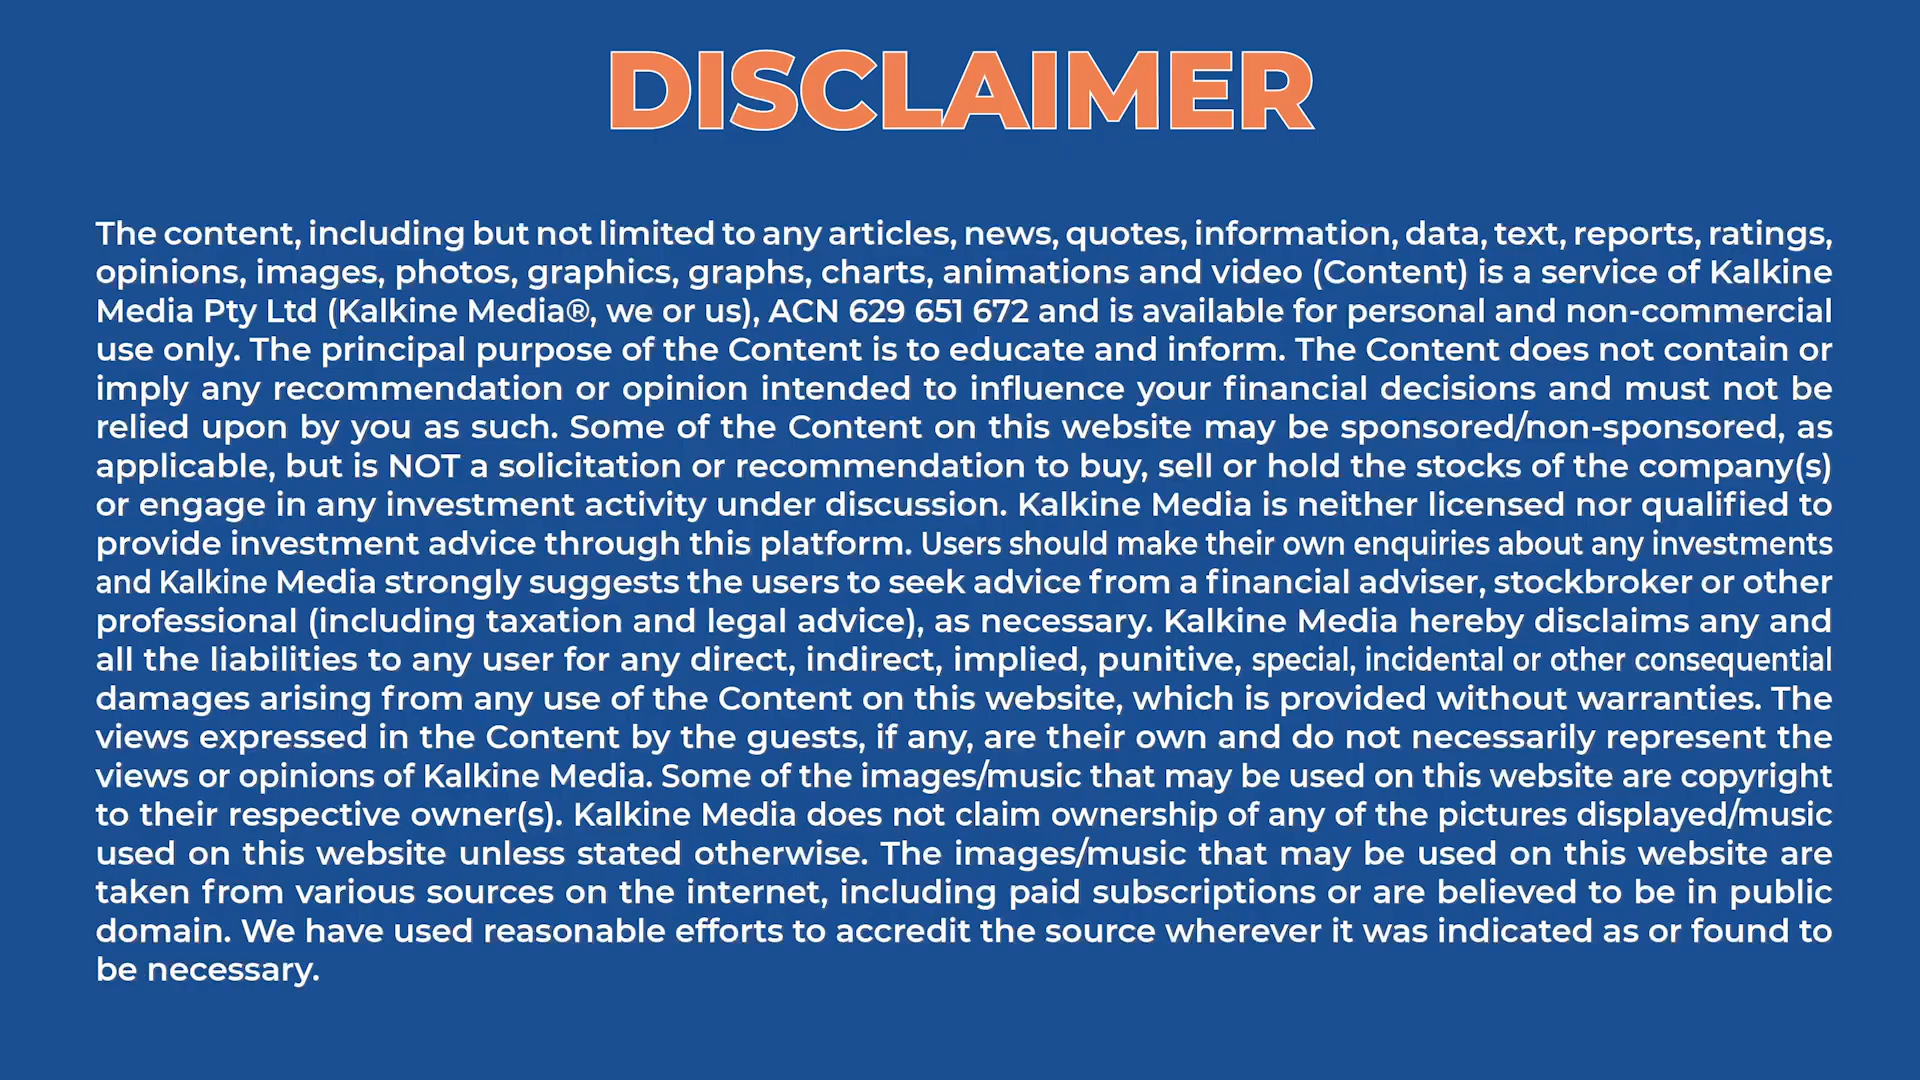 DISCLAIMER
The content, including but not limited to any articles, news, quotes, information, data, text, reports, ratings,
opinions, images, photos, graphics, graphs, charts, animations and video (Content) is a service of Kalkine
Media Pty Ltd (Kalkine Media®, we or us), ACN 629 651 672 and is available for personal and non-commercial
use only. The principal purpose of the Content is to educate and inform. The Content does not contain or
imply any recommendation or opinion intended to influence your financial decisions and must not be
relied upon by you as such. Some of the Content on this website may be sponsored/non-sponsored, as
applicable, but is NOT a solicitation or recommendation to buy, sell or hold the stocks of the company(s)
or engage in any investment activity under discussion. Kalkine Media is neither licensed nor qualified to
provide investment advice through this platform. Users should make their own enquiries about any investments
and Kalkine Media strongly suggests the users to seek advice from a financial adviser, stockbroker or other
professional (including taxation and legal advice), as necessary. Kalkine Media hereby disclaims any and
all the liabilities to any user for any direct, indirect, implied, punitive, special, incidental or other consequential
damages arising from any use of the Content on this website, which is provided without warranties. The
views expressed in the Content by the guests, if any, are their own and do not necessarily represent the
views or opinions of Kalkine Media. Some of the images/music that may be used on this website are copyright
to their respective owner(s). Kalkine Media does not claim ownership of any of the pictures displayed/music
used on this website unless stated otherwise. The images/music that may be used on this website are
taken from various sources on the internet, including paid subscriptions or are believed to be in public
domain. We have used reasonable efforts to accredit the source wherever it was indicated as or found to
be necessary.